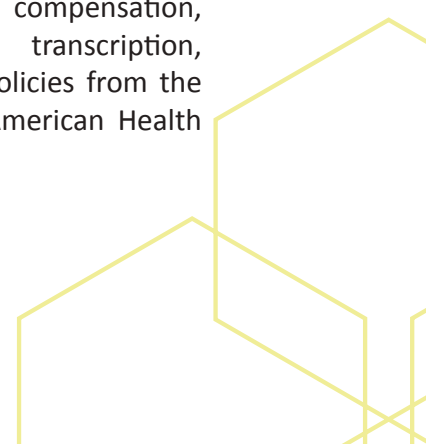 compensation,
transcription,
olicies from the
merican Health